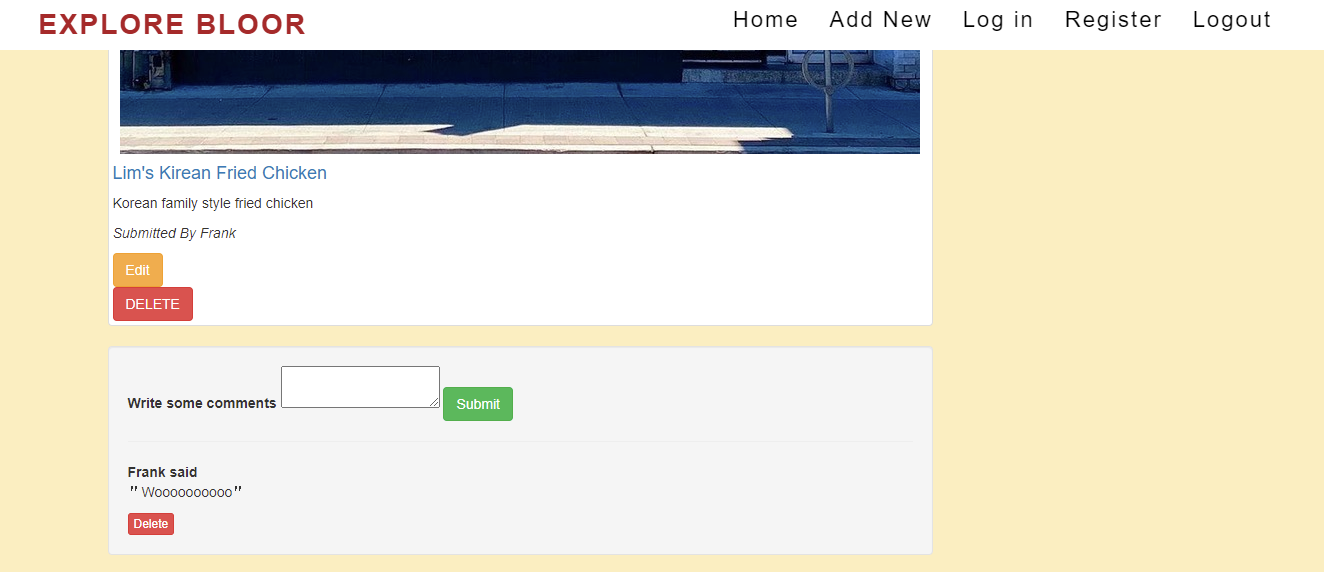 EXPLORE BLOOR
Home Add New Log in Register Logout
Lim's Kirean Fried Chicken
Korean family style fried chicken
Submitted By Frank
Edit
DELETE
Write some comments Submit
Frank said
" Woooooooooo"
Delete